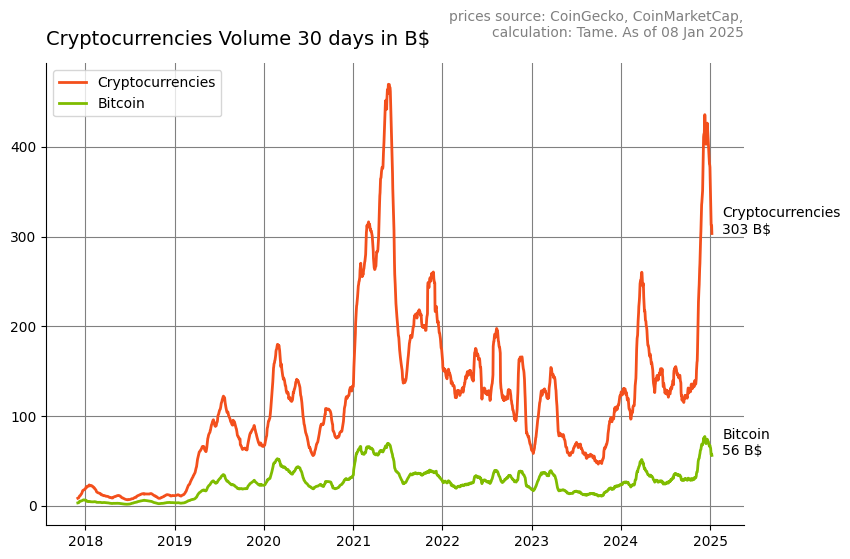 prices source: CoinGecko, CoinMarketCap,
calculation: Tame. As of 08 Jan 2025
Cryptocurrencies Volume 30 days in B$
Cryptocurrencies
Bitcoin
400
300
200
100
0
Cryptocurrencies
303 B$
Bitcoin
56 B$
2018 2019 2020 2021 2022 2023 2024 2025